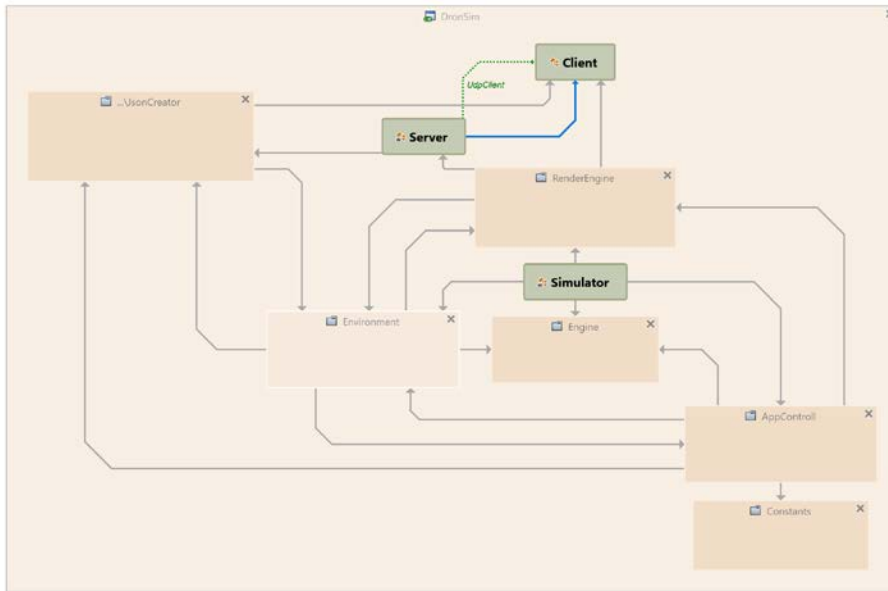 DronSim
Client
UdpClient
...\JsonCreator
Server
RenderEngine
Simulator
Environment
Engine
AppControll
Constants